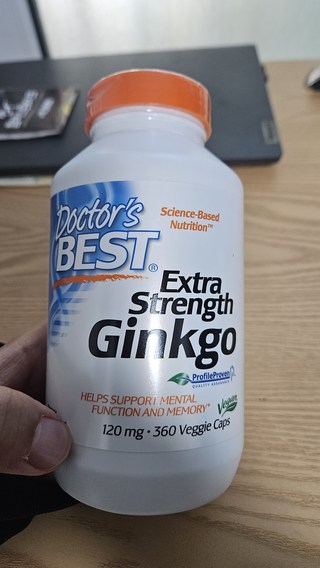 Doctor's
BEST®
Science-Based
Nutrition™
Extra
Strength
Ginkgo
ProfileProven
HELPS SUPPORT MENTAL
FUNCTION AND MEMORY*
120 mg • 360 Veggie Caps